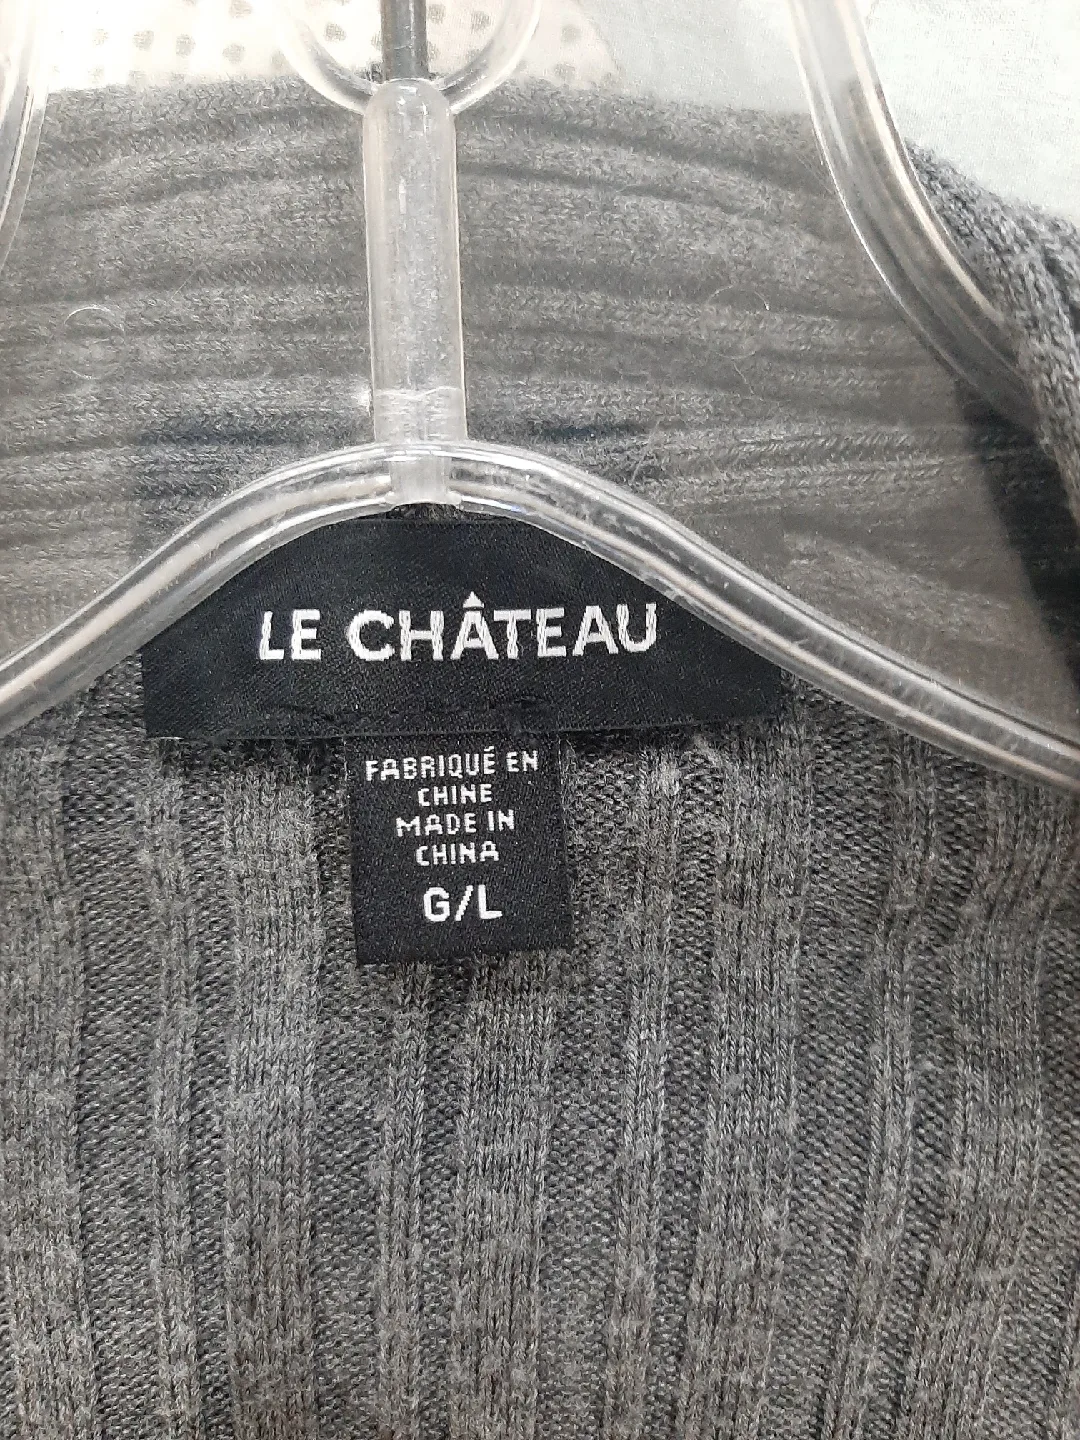 LE CHÂTEAU
FABRIQUÉ EN
CHINE
MADE IN
CHINA
G/L